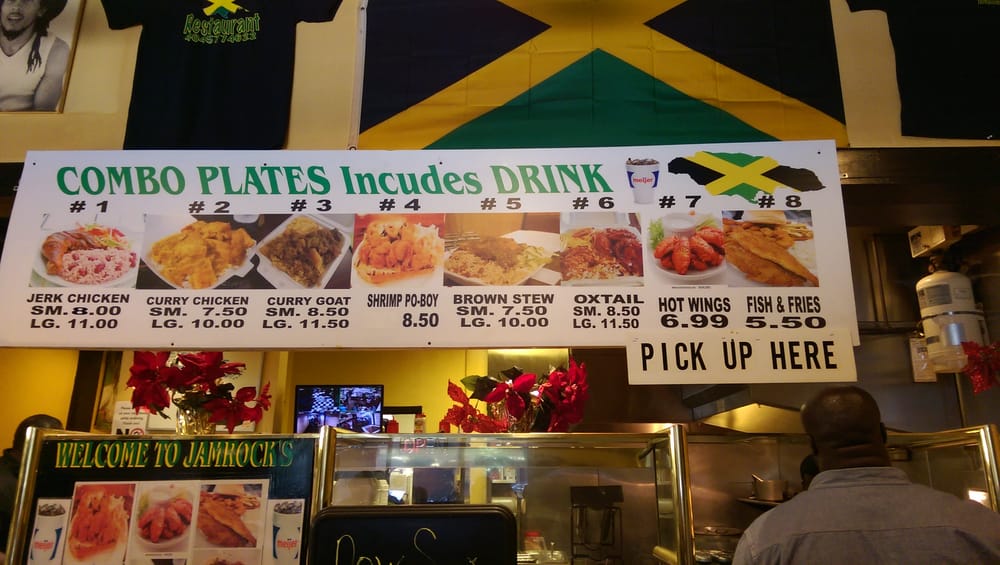 Restaurant
COMBO PLATES Incudes DRINK
meijer
#1 #2 #3 #4 #5 #6 #7 #8
JERK CHICKEN
SM. 8.00
LG. 11.00
CURRY CHICKEN
SM. 7.50
LG. 10.00
CURRY GOAT
SM. 8.50
LG. 11.50
SHRIMP PO-BOY
8.50
BROWN STEW
SM. 7.50
LG. 10.00
OXTAIL
SM. 8.50
LG. 11.50
HOT WINGS
6.99
FISH & FRIES
5.50
PICK UP HERE
NO
WELCOME TO JAMROCK'S
meijer
meijer